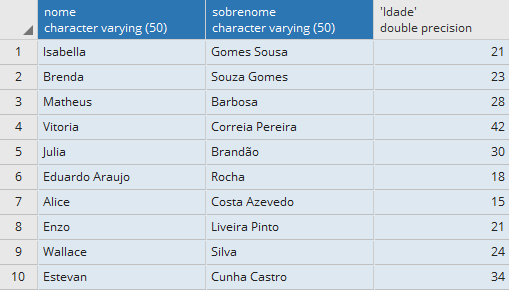 nome sobrenome 'Idade'
character varying (50) character varying (50) double precision
1 Isabella Gomes Sousa 21
2 Brenda Souza Gomes 23
3 Matheus Barbosa 28
4 Vitoria Correia Pereira 42
5 Julia Brandão 30
6 Eduardo Araujo Rocha 18
7 Alice Costa Azevedo 15
8 Enzo Liveira Pinto 21
9 Wallace Silva 24
10 Estevan Cunha Castro 34